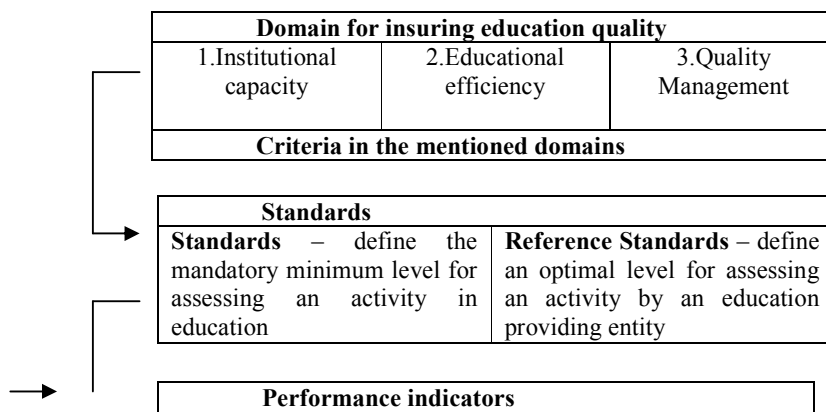 Domain for insuring education quality
1.Institutional capacity
2.Educational efficiency
3.Quality Management
Criteria in the mentioned domains
Standards
Standards – define the
mandatory minimum level for
assessing an activity in
education
Reference Standards – define
an optimal level for assessing
an activity by an education
providing entity
Performance indicators